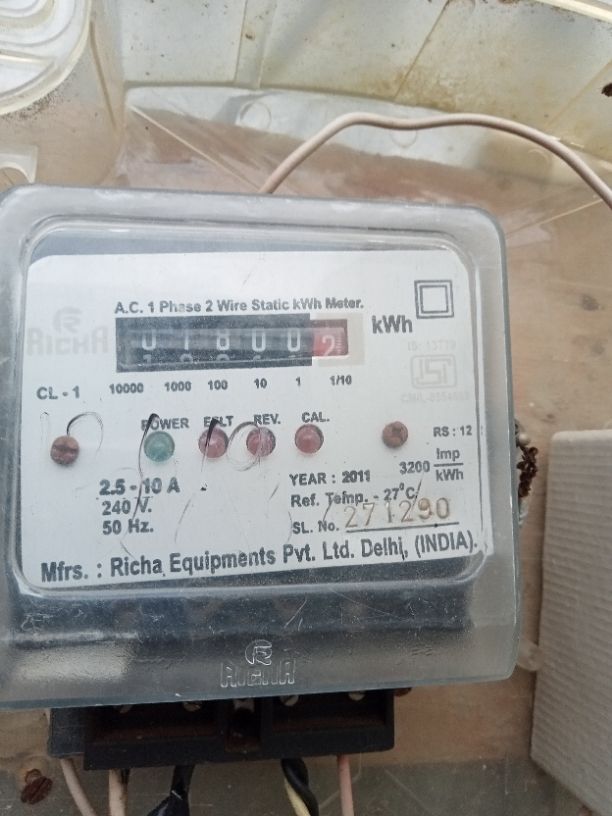 A.C. 1 Phase 2 Wire Static kWh Meter.
RICHA
01800 2 kWh
CL - 1 10000 1000 100 10 1 1/10
POWER E.FLT REV. CAL.
RS : 12
2.5 - 10 A
240 V.
50 Hz.
YEAR : 2011 3200 Imp/kWh
Ref. Temp. - 27°C
SL. No. 271290
Mfrs. : Richa Equipments Pvt. Ltd. Delhi, (INDIA).
RICHA